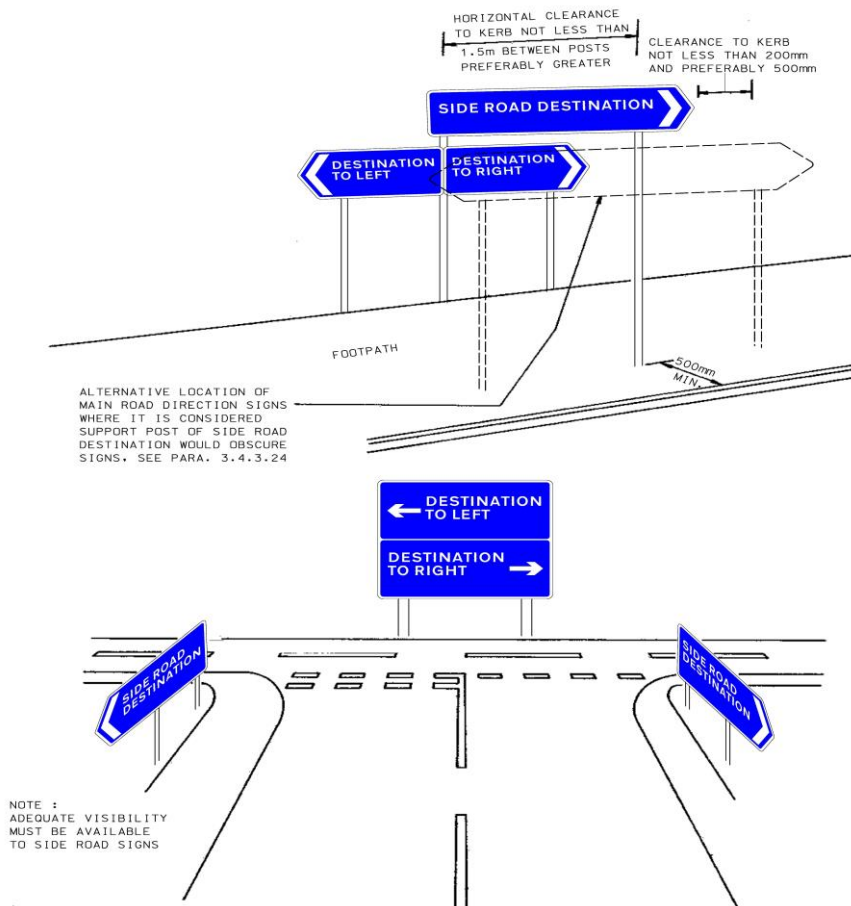 HORIZONTAL CLEARANCE
TO KERB NOT LESS THAN
1.5m BETWEEN POSTS
PREFERABLY GREATER
CLEARANCE TO KERB
NOT LESS THAN 200mm
AND PREFERABLY 500mm
SIDE ROAD DESTINATION
DESTINATION
TO LEFT
DESTINATION
TO RIGHT
FOOTPATH
500mm
MIN.
ALTERNATIVE LOCATION OF
MAIN ROAD DIRECTION SIGNS
WHERE IT IS CONSIDERED
SUPPORT POST OF SIDE ROAD
DESTINATION WOULD OBSCURE
SIGNS. SEE PARA. 3.4.3.24
DESTINATION
TO LEFT
DESTINATION
TO RIGHT
SIDE ROAD
DESTINATION
SIDE ROAD
DESTINATION
NOTE :
ADEQUATE VISIBILITY
MUST BE AVAILABLE
TO SIDE ROAD SIGNS